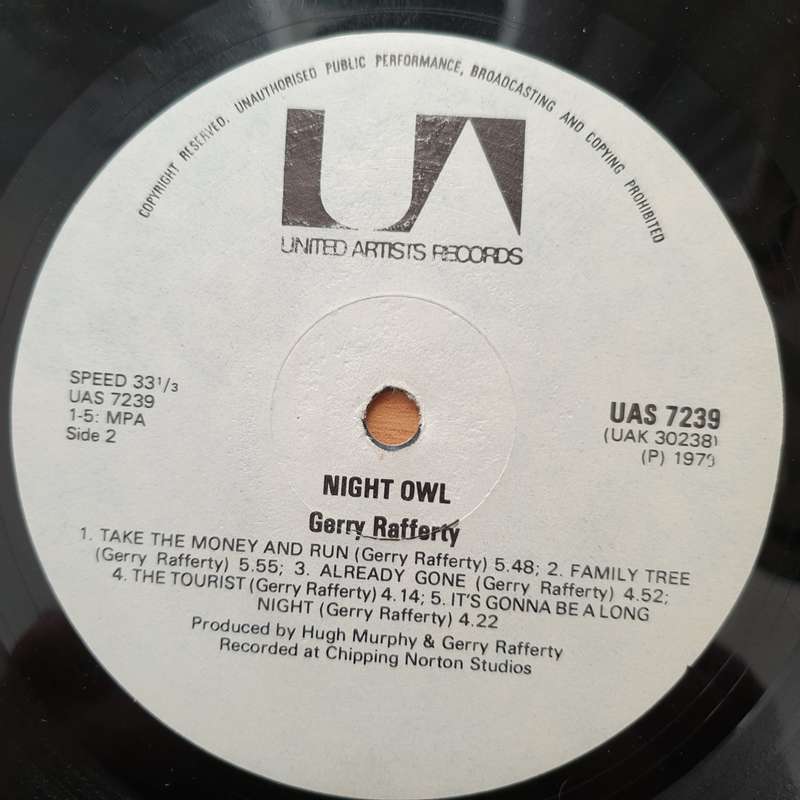 COPYRIGHT RESERVED. UNAUTHORISED PUBLIC PERFORMANCE, BROADCASTING AND COPYING PROHIBITED
UA
UNITED ARTISTS RECORDS
SPEED 33 1/3
UAS 7239
1-5: MPA
Side 2
UAS 7239
(UAK 30238)
(P) 1979
NIGHT OWL
Gerry Rafferty
1. TAKE THE MONEY AND RUN (Gerry Rafferty) 5.48; 2. FAMILY TREE
(Gerry Rafferty) 5.55; 3. ALREADY GONE (Gerry Rafferty) 4.52;
4. THE TOURIST (Gerry Rafferty) 4.14; 5. IT'S GONNA BE A LONG
NIGHT (Gerry Rafferty) 4.22
Produced by Hugh Murphy & Gerry Rafferty
Recorded at Chipping Norton Studios